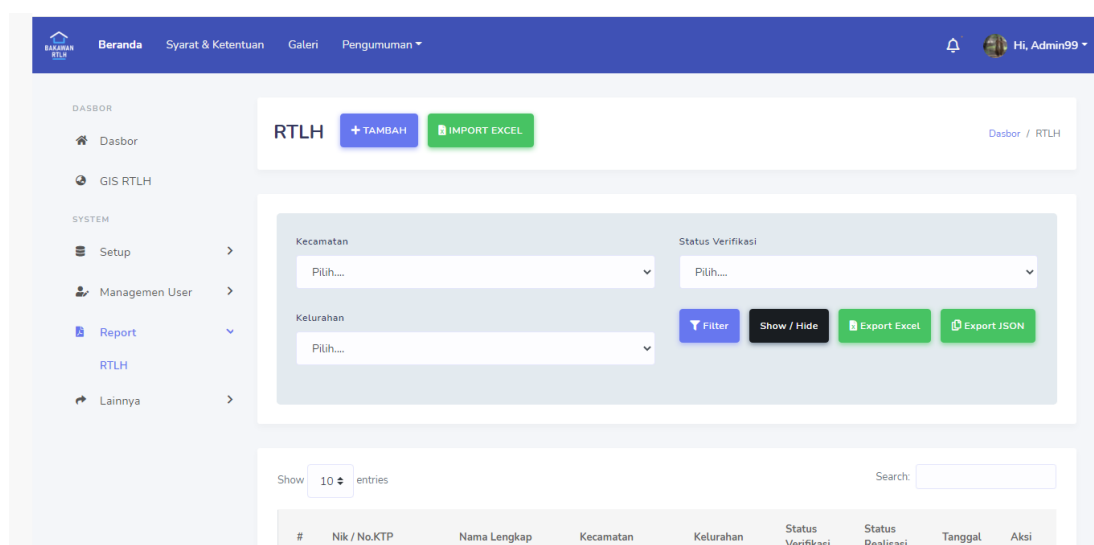 BAKAWAN
RTLH
Beranda Syarat & Ketentuan Galeri Pengumuman
Hi, Admin99
DASBOR
Dasbor
GIS RTLH
SYSTEM
Setup
Managemen User
Report
RTLH
Lainnya
RTLH + TAMBAH IMPORT EXCEL
Dasbor / RTLH
Kecamatan
Pilih....
Status Verifikasi
Pilih....
Kelurahan
Pilih....
Filter Show / Hide Export Excel Export JSON
Show 10 entries
Search:
# Nik / No.KTP Nama Lengkap Kecamatan Kelurahan Status Verifikasi Status Realisasi Tanggal Aksi